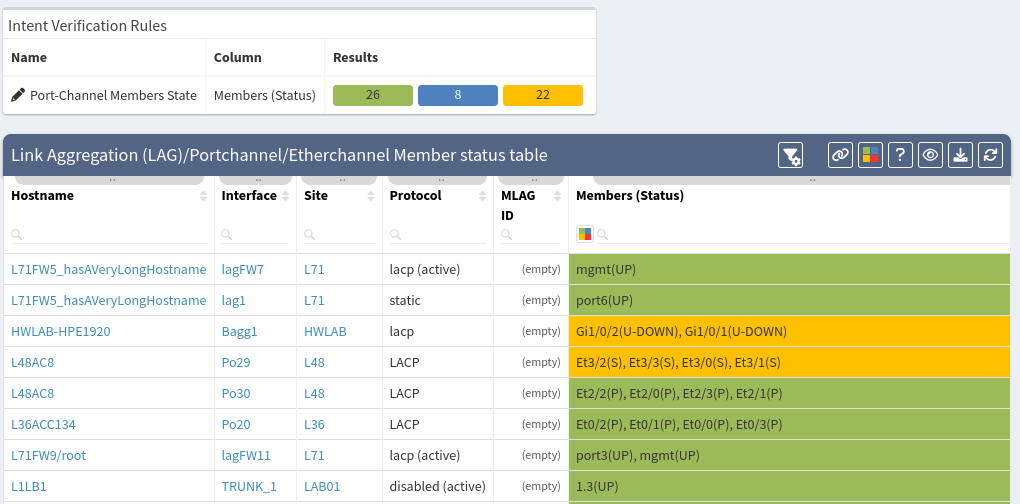 Intent Verification Rules
Name Column Results
Port-Channel Members State Members (Status) 26 8 22
Link Aggregation (LAG)/Portchannel/Etherchannel Member status table ?
Hostname Interface Site Protocol MLAG ID Members (Status)
L71FW5_hasAVeryLongHostname lagFW7 L71 lacp (active) (empty) mgmt(UP)
L71FW5_hasAVeryLongHostname lag1 L71 static (empty) port6(UP)
HWLAB-HPE1920 Bagg1 HWLAB lacp (empty) Gi1/0/2(U-DOWN), Gi1/0/1(U-DOWN)
L48AC8 Po29 L48 LACP (empty) Et3/2(S), Et3/3(S), Et3/0(S), Et3/1(S)
L48AC8 Po30 L48 LACP (empty) Et2/2(P), Et2/0(P), Et2/3(P), Et2/1(P)
L36ACC134 Po20 L36 LACP (empty) Et0/2(P), Et0/1(P), Et0/0(P), Et0/3(P)
L71FW9/root lagFW11 L71 lacp (active) (empty) port3(UP), mgmt(UP)
L1LB1 TRUNK_1 LAB01 disabled (active) (empty) 1.3(UP)